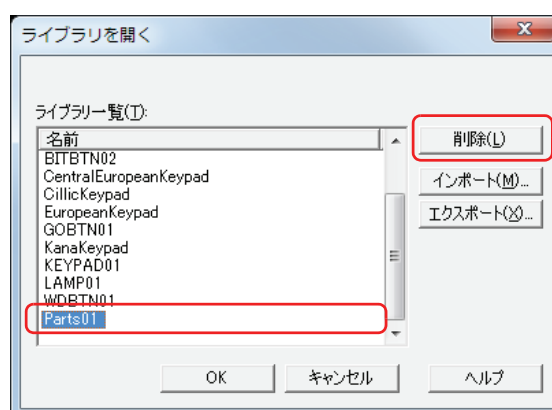 ライブラリを開く
ライブラリ一覧(T):
名前
BITBTN02
CentralEuropeanKeypad
CillicKeypad
EuropeanKeypad
GOBTN01
KanaKeypad
KEYPAD01
LAMP01
WDBTN01
Parts01
削除(L)
インポート(M)...
エクスポート(X)...
OK
キャンセル
ヘルプ